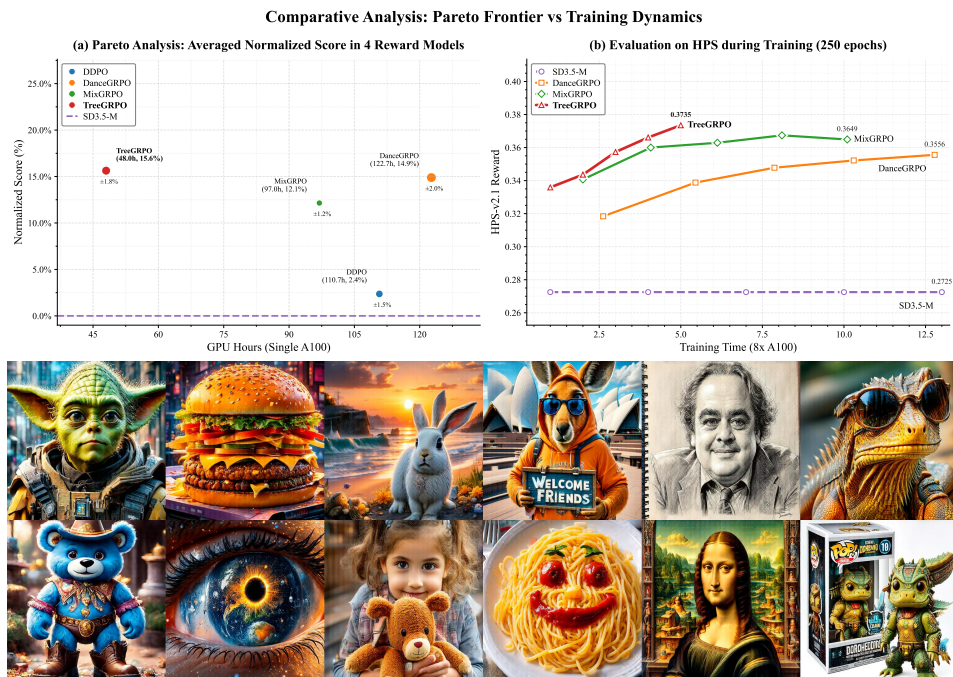 Comparative Analysis: Pareto Frontier vs Training Dynamics
(a) Pareto Analysis: Averaged Normalized Score in 4 Reward Models
DDPO
DanceGRPO
MixGRPO
TreeGRPO
SD3.5-M
25.0%
20.0%
15.0%
10.0%
5.0%
0.0%
Normalized Score (%)
TreeGRPO
(48.0h, 15.6%)
±1.8%
DanceGRPO
(122.7h, 14.9%)
±2.0%
MixGRPO
(97.0h, 12.1%)
±1.2%
DDPO
(110.7h, 2.4%)
±1.5%
45
60
75
90
105
120
GPU Hours (Single A100)
(b) Evaluation on HPS during Training (250 epochs)
SD3.5-M
DanceGRPO
MixGRPO
TreeGRPO
0.40
0.38
0.36
0.34
0.32
0.30
0.28
0.26
HPS-v2.1 Reward
0.3735
TreeGRPO
0.3649
MixGRPO
0.3556
DanceGRPO
0.2725
SD3.5-M
2.5
5.0
7.5
10.0
12.5
Training Time (8x A100)
WELCOME
FRIENDS
POP!
19